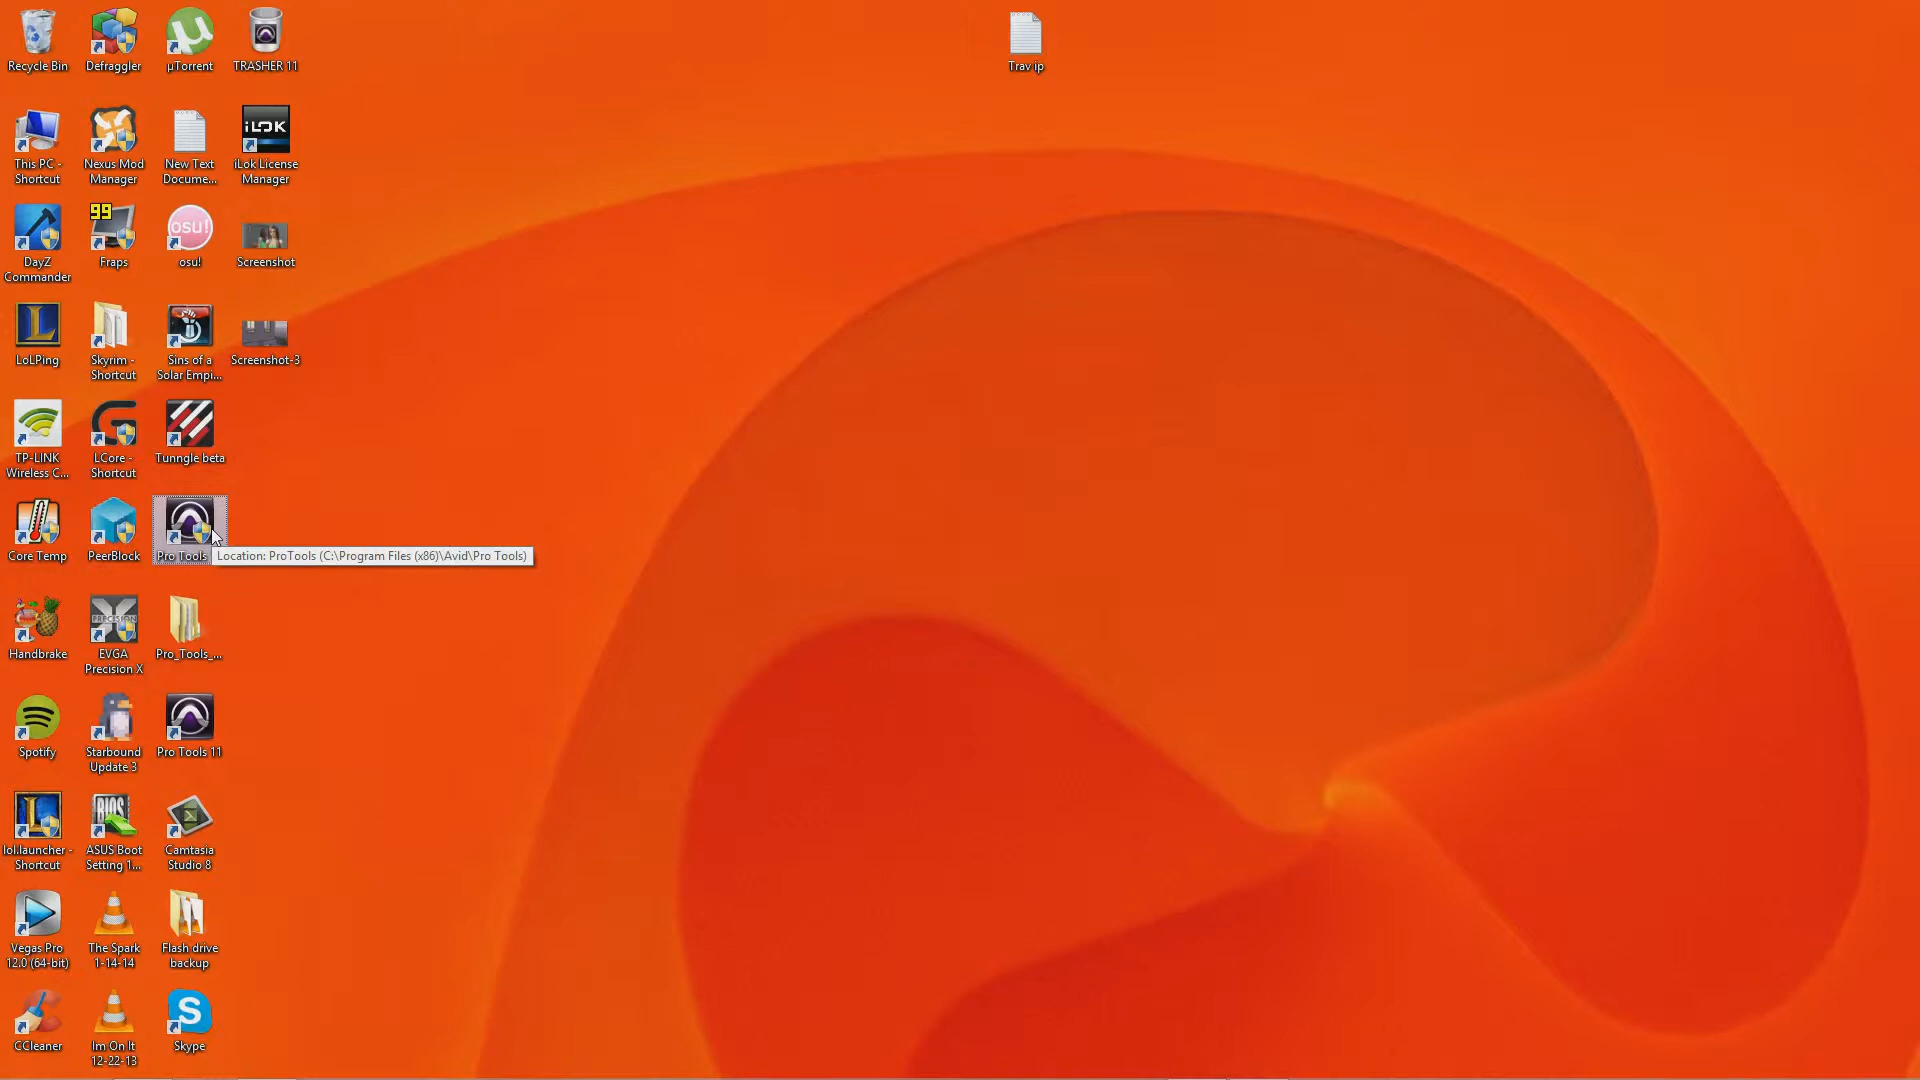 Recycle Bin
Defraggler
µTorrent
TRASHER 11
Trav ip
This PC -
Shortcut
Nexus Mod
Manager
New Text
Docume...
iLOK
iLok License
Manager
DayZ
Commander
99
Fraps
osu!
osu!
Screenshot
LoLPing
Skyrim -
Shortcut
Sins of a
Solar Empi...
Screenshot-3
TP-LINK
Wireless C...
LCore -
Shortcut
Tunngle beta
Core Temp
PeerBlock
Pro Tools
Location: ProTools (C:\Program Files (x86)\Avid\Pro Tools)
Handbrake
PRECISION
EVGA
Precision X
Pro_Tools_...
Spotify
Starbound
Update 3
Pro Tools 11
lol.launcher -
Shortcut
BIOS
ASUS Boot
Setting 1...
Camtasia
Studio 8
Vegas Pro
12.0 (64-bit)
The Spark
1-14-14
Flash drive
backup
CCleaner
Im On It
12-22-13
Skype